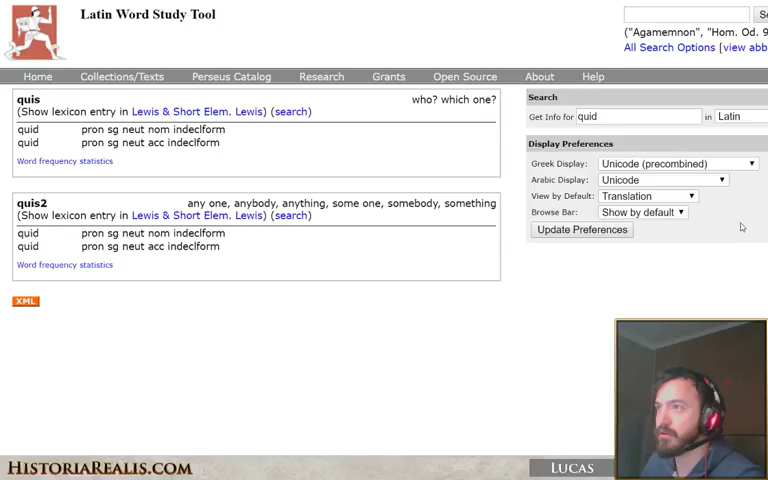 Latin Word Study Tool
Se
("Agamemnon", "Hom. Od. 9
All Search Options [view abb
Home Collections/Texts Perseus Catalog Research Grants Open Source About Help
quis who? which one?
(Show lexicon entry in Lewis & Short Elem. Lewis) (search)
quid pron sg neut nom indeclform
quid pron sg neut acc indeclform
Word frequency statistics
quis2 any one, anybody, anything, some one, somebody, something
(Show lexicon entry in Lewis & Short Elem. Lewis) (search)
quid pron sg neut nom indeclform
quid pron sg neut acc indeclform
Word frequency statistics
XML
Search
Get Info for quid in Latin
Display Preferences
Greek Display: Unicode (precombined)
Arabic Display: Unicode
View by Default: Translation
Browse Bar: Show by default
Update Preferences
HistoriaRealis.com
Lucas